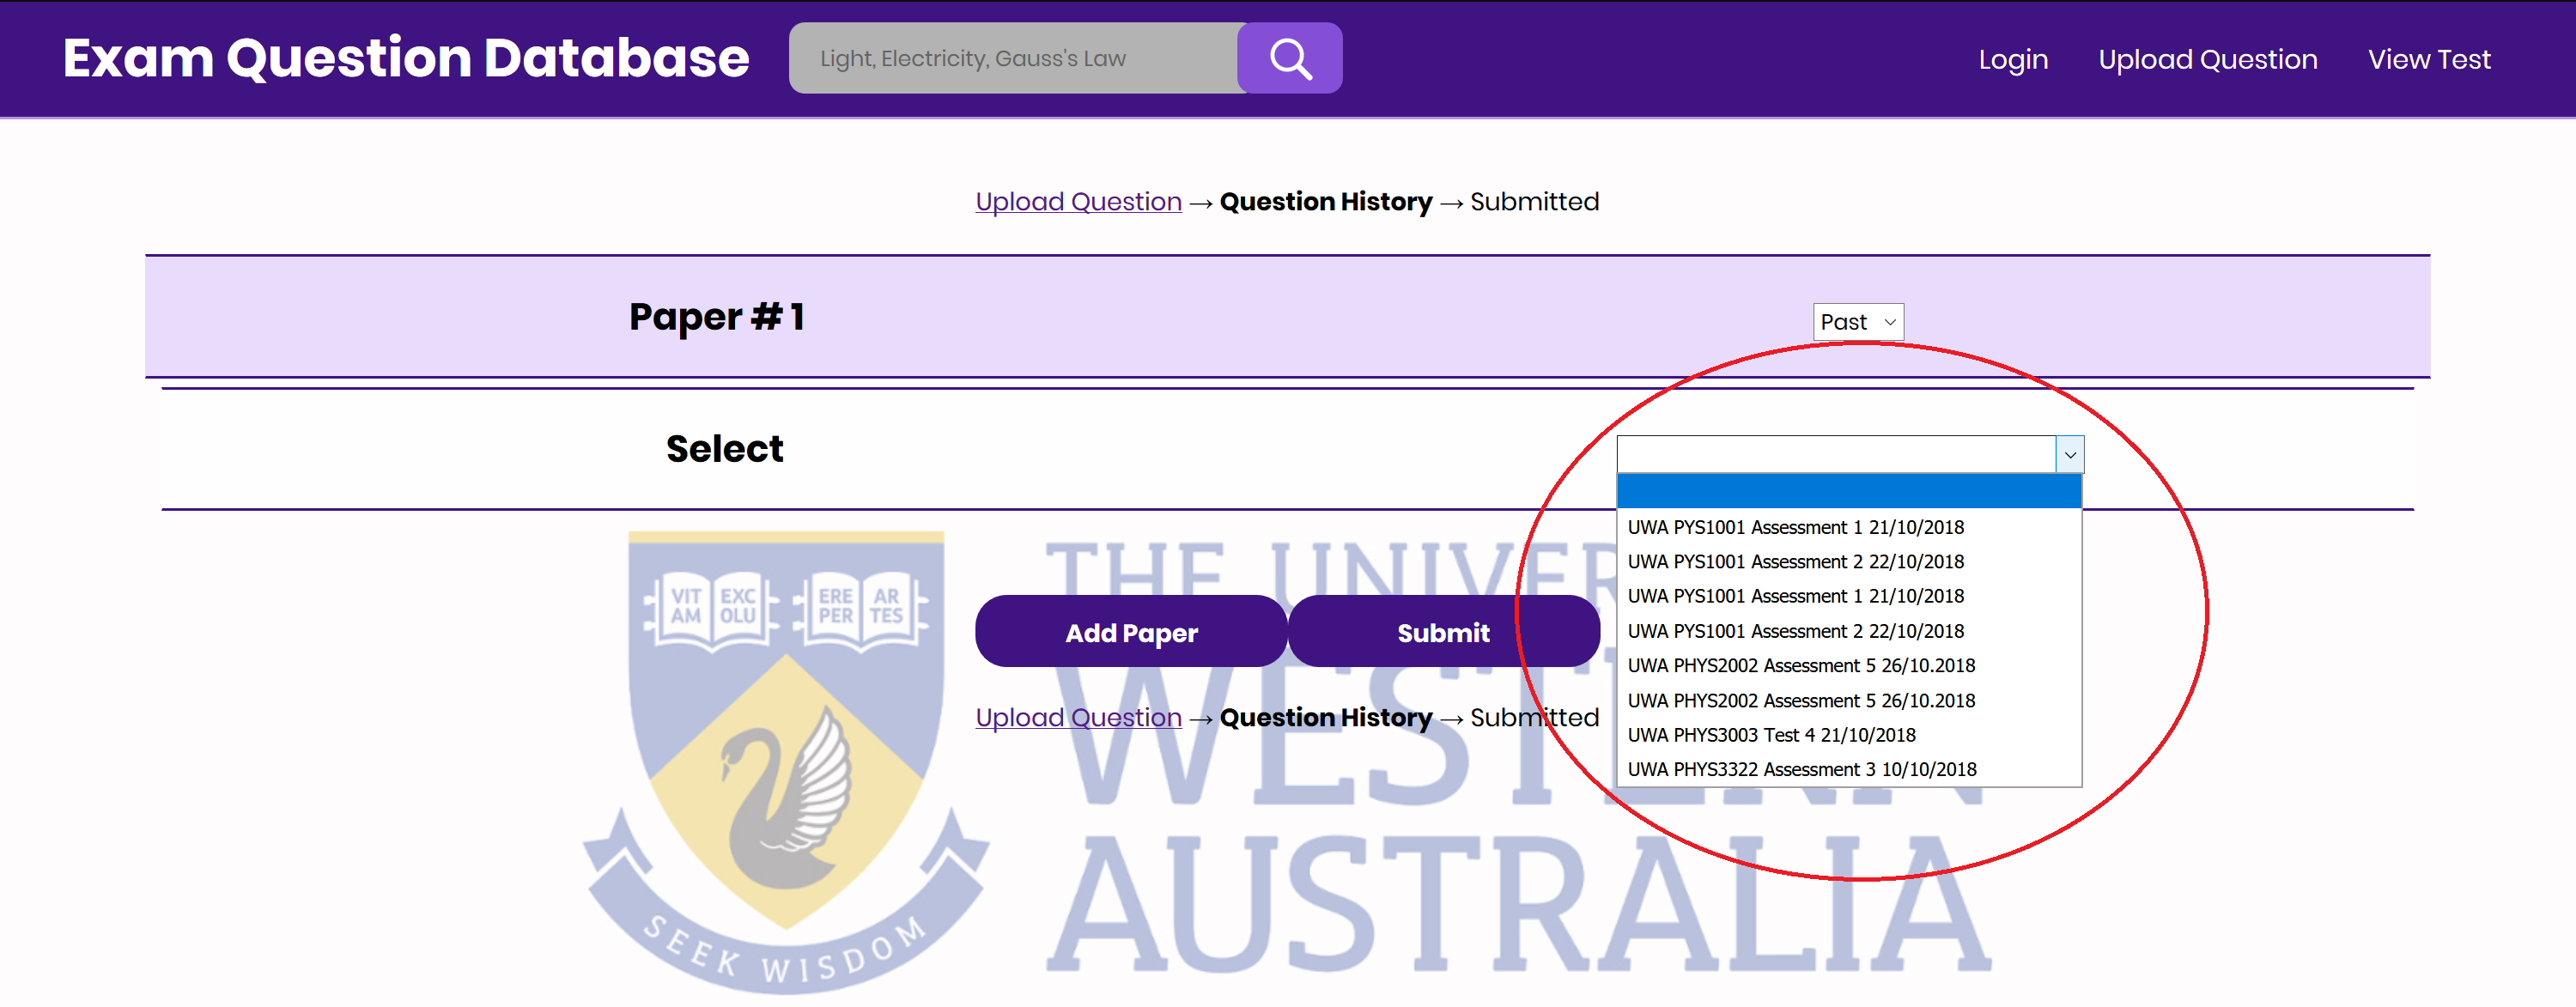 Exam Question Database
Light, Electricity, Gauss's Law
Login
Upload Question
View Test
Upload Question → Question History → Submitted
Paper # 1
Past
Select
UWA PYS1001 Assessment 1 21/10/2018
UWA PYS1001 Assessment 2 22/10/2018
UWA PYS1001 Assessment 1 21/10/2018
UWA PYS1001 Assessment 2 22/10/2018
UWA PHYS2002 Assessment 5 26/10.2018
UWA PHYS2002 Assessment 5 26/10.2018
UWA PHYS3003 Test 4 21/10/2018
UWA PHYS3322 Assessment 3 10/10/2018
Add Paper
Submit
Upload Question → Question History → Submitted
VIT EXC ERE AR
AM OLU PER TES
SEEK WISDOM
THE
AUSTRALIA